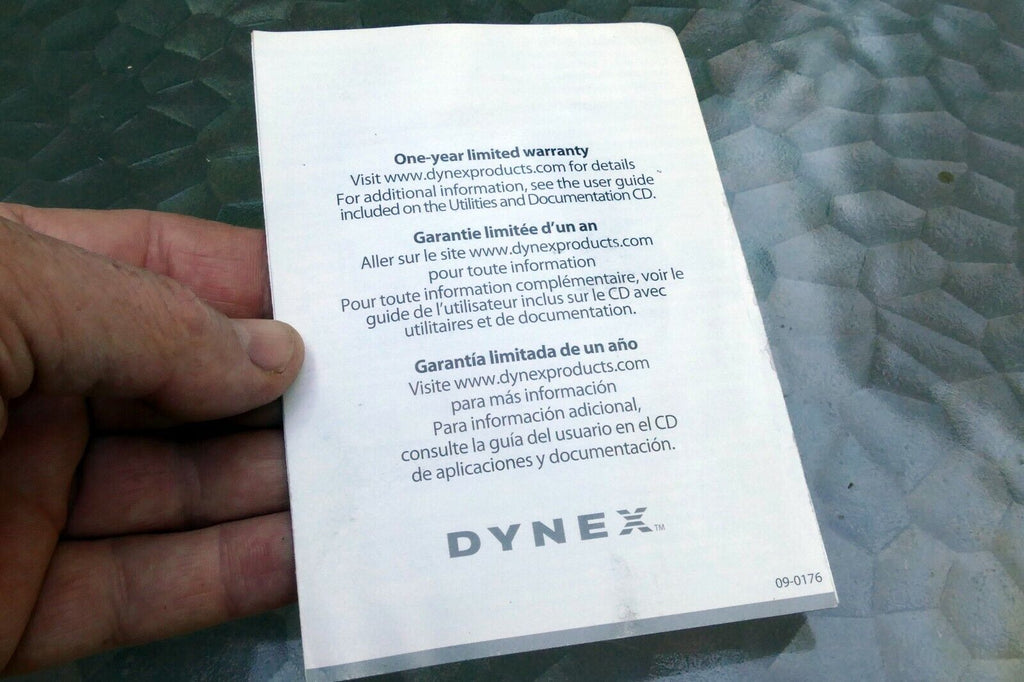 One-year limited warranty
Visit www.dynexproducts.com for details
For additional information, see the user guide
included on the Utilities and Documentation CD.
Garantie limitée d'un an
Aller sur le site www.dynexproducts.com
pour toute information
Pour toute information complémentaire, voir le
guide de l'utilisateur inclus sur le CD avec
utilitaires et de documentation.
Garantía limitada de un año
Visite www.dynexproducts.com
para más información
Para información adicional,
consulte la guía del usuario en el CD
de aplicaciones y documentación.
DYNEX™
09-0176